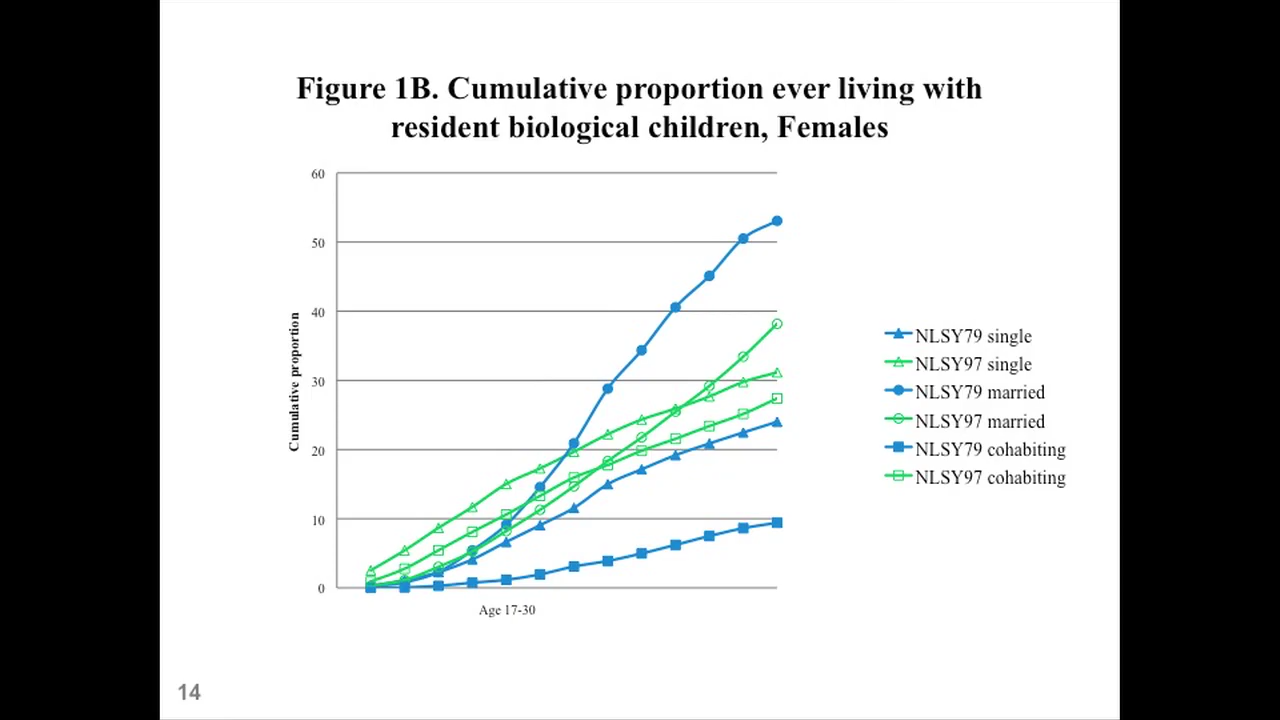 Figure 1B. Cumulative proportion ever living with
resident biological children, Females
60
50
40
30
20
10
0
Cumulative proportion
Age 17-30
NLSY79 single
NLSY97 single
NLSY79 married
NLSY97 married
NLSY79 cohabiting
NLSY97 cohabiting
14